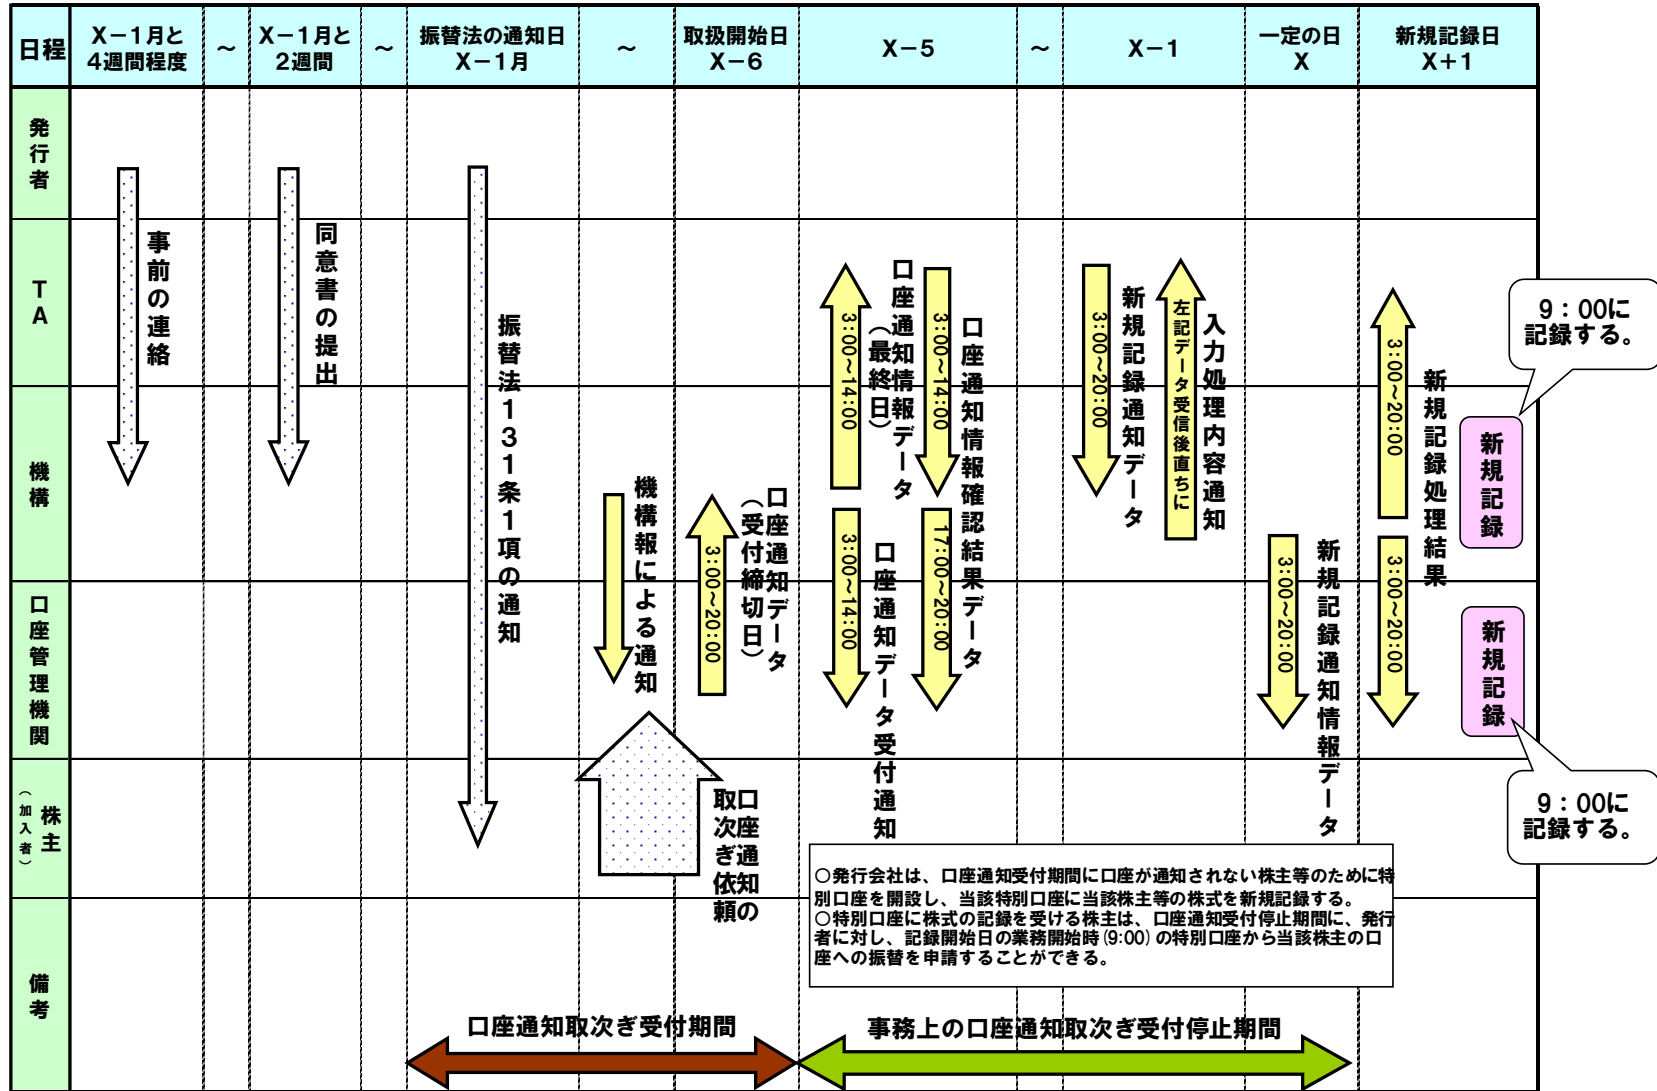 日程
X－1月と
4週間程度
～
X－1月と
2週間
～
振替法の通知日
X－1月
～
取扱開始日
X－6
X－5
～
X－1
一定の日
X
新規記録日
X＋1
発行者
TA
機構
口座管理機関
株主
（加入者）
備考
事前の連絡
同意書の提出
振替法131条1項の通知
機構報による通知
口座通知データ
（受付締切日）
3:00～20:00
口座通知の
取次ぎ依頼
口座通知情報データ
（最終日）
3:00～14:00
口座通知データ受付通知
3:00～14:00
口座通知情報確認結果データ
3:00～14:00
17:00～20:00
新規記録通知データ
3:00～20:00
入力処理内容通知
左記データ受信後直ちに
新規記録通知情報データ
3:00～20:00
新規記録処理結果
3:00～20:00
3:00～20:00
新規記録
新規記録
9：00に
記録する。
9：00に
記録する。
○発行会社は、口座通知受付期間に口座が通知されない株主等のために特
別口座を開設し、当該特別口座に当該株主等の株式を新規記録する。
○特別口座に株式の記録を受ける株主は、口座通知受付停止期間に、発行
者に対し、記録開始日の業務開始時(9:00)の特別口座から当該株主の口
座への振替を申請することができる。
口座通知取次ぎ受付期間
事務上の口座通知取次ぎ受付停止期間